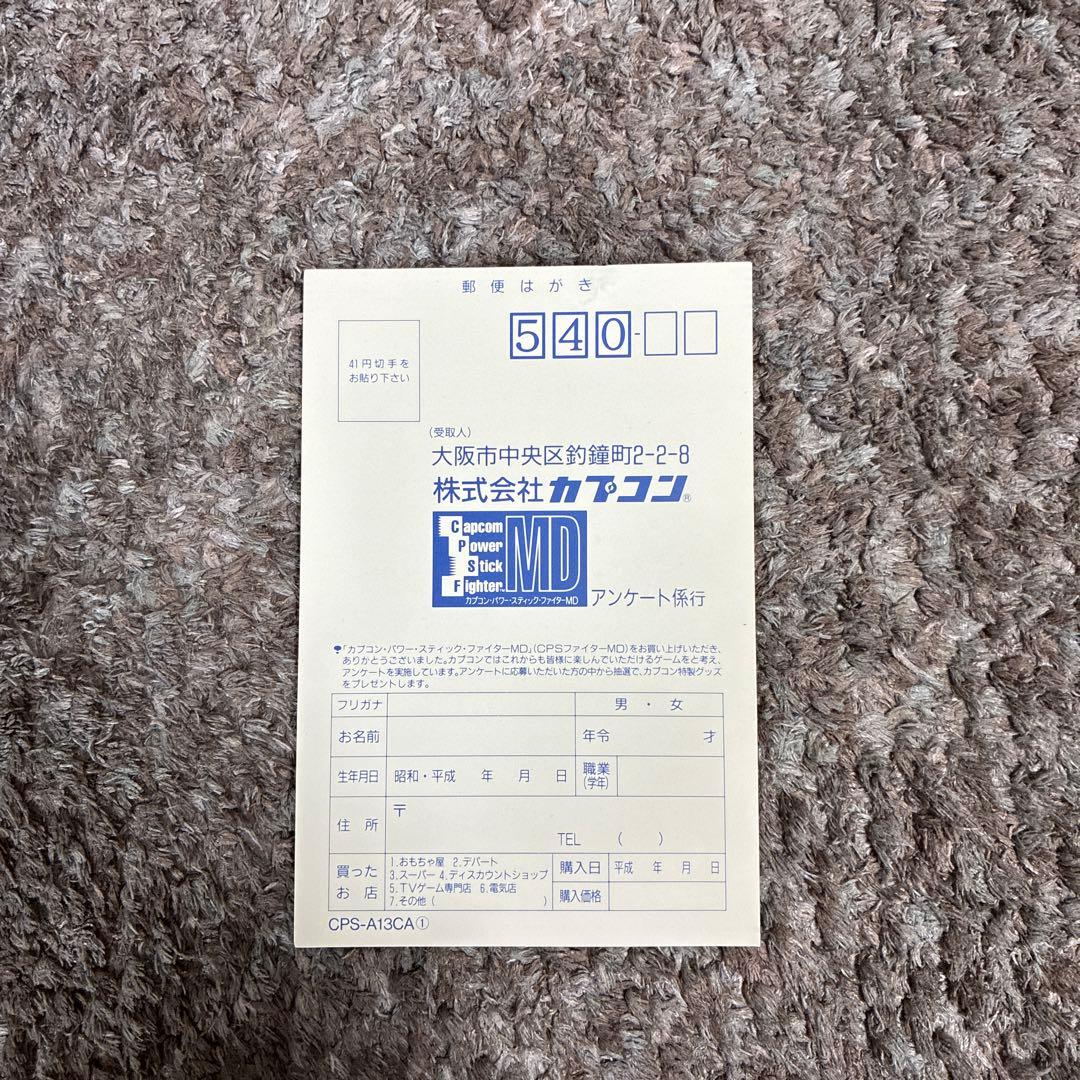 郵便はがき
540-
41円切手を
お貼り下さい
(受取人)
大阪市中央区釣鐘町2-2-8
株式会社カプコン®
Capcom
Power
Stick
Fighter™
MD
カプコン・パワー・スティック・ファイターMD
アンケート係行
「カプコン・パワー・スティック・ファイターMD」(CPSファイターMD)をお買い上げいただき、
ありがとうございました。カプコンではこれからも皆様に楽しんでいただけるゲームをと考え、
アンケートを実施しています。アンケートに応募いただいた方の中から抽選で、カプコン特製グッズ
をプレゼントします。
フリガナ 男・女
お名前 年令 才
生年月日 昭和・平成 年 月 日 職業
(学年)
住所 〒
TEL ( )
買った
お店
1.おもちゃ屋 2.デパート
3.スーパー 4.ディスカウントショップ
5.TVゲーム専門店 6.電気店
7.その他( )
購入日 平成 年 月 日
購入価格
CPS-A13CA①